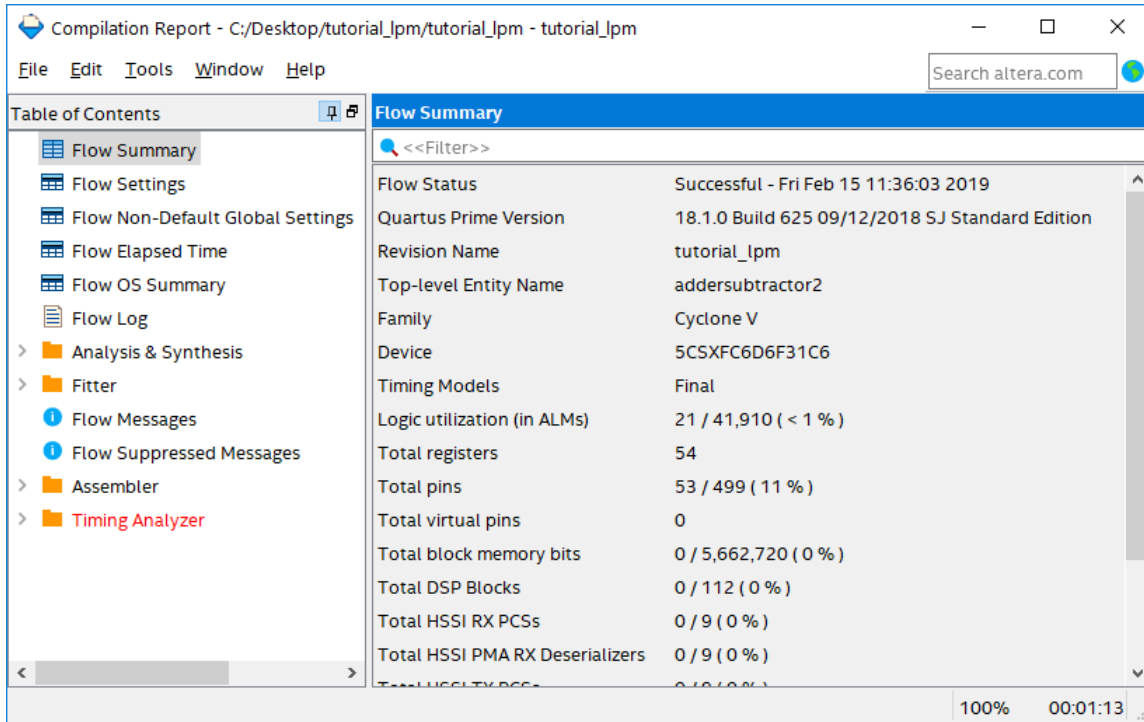 Compilation Report - C:/Desktop/tutorial_lpm/tutorial_lpm - tutorial_lpm
File Edit Tools Window Help
Search altera.com
Table of Contents
Flow Summary
Flow Settings
Flow Non-Default Global Settings
Flow Elapsed Time
Flow OS Summary
Flow Log
Analysis & Synthesis
Fitter
Flow Messages
Flow Suppressed Messages
Assembler
Timing Analyzer
Flow Summary
<<Filter>>
Flow Status Successful - Fri Feb 15 11:36:03 2019
Quartus Prime Version 18.1.0 Build 625 09/12/2018 SJ Standard Edition
Revision Name tutorial_lpm
Top-level Entity Name addersubtractor2
Family Cyclone V
Device 5CSXFC6D6F31C6
Timing Models Final
Logic utilization (in ALMs) 21 / 41,910 ( < 1 % )
Total registers 54
Total pins 53 / 499 ( 11 % )
Total virtual pins 0
Total block memory bits 0 / 5,662,720 ( 0 % )
Total DSP Blocks 0 / 112 ( 0 % )
Total HSSI RX PCSs 0 / 9 ( 0 % )
Total HSSI PMA RX Deserializers 0 / 9 ( 0 % )
Total HSSI TX PCSs 0 / 9 ( 0 % )
100% 00:01:13